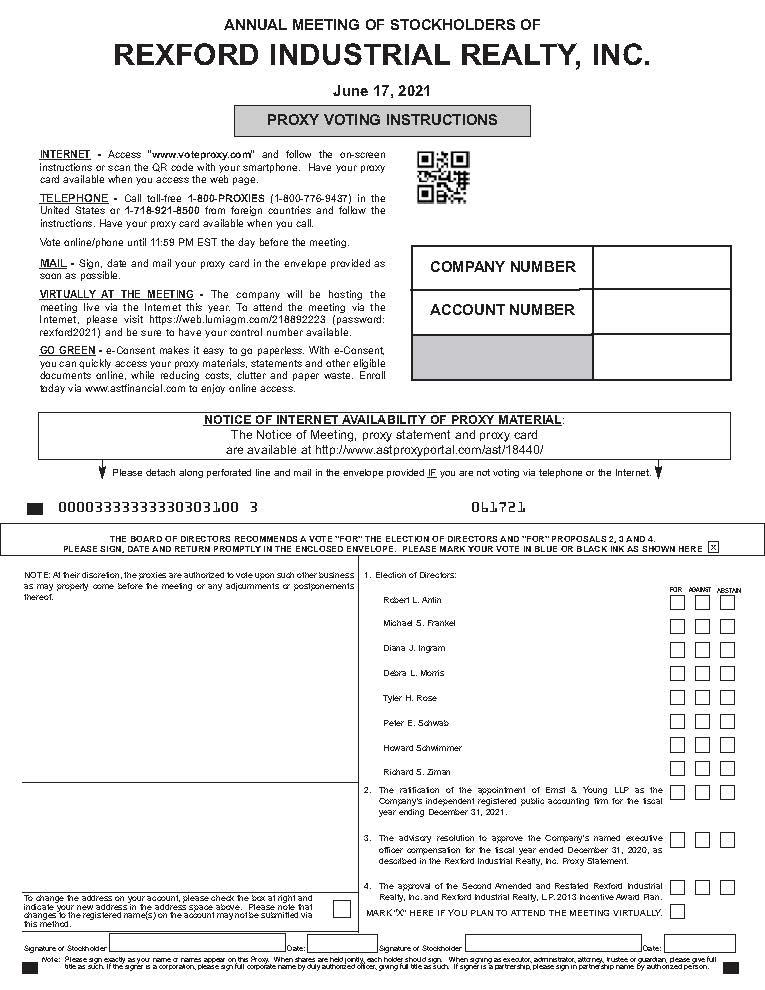 ANNUAL MEETING OF STOCKHOLDERS OF
REXFORD INDUSTRIAL REALTY, INC.
June 17, 2021
PROXY VOTING INSTRUCTIONS
INTERNET - Access "www.voteproxy.com" and follow the on-screen
instructions or scan the QR code with your smartphone. Have your proxy
card available when you access the web page.
TELEPHONE - Call toll-free 1-800-PROXIES (1-800-776-9437) in the
United States or 1-718-921-8500 from foreign countries and follow the
instructions. Have your proxy card available when you call.
Vote online/phone until 11:59 PM EST the day before the meeting.
MAIL - Sign, date and mail your proxy card in the envelope provided as
soon as possible.
VIRTUALLY AT THE MEETING - The company will be hosting the
meeting live via the Internet this year. To attend the meeting via the
Internet, please visit https://web.lumiagm.com/218892223 (password:
rexford2021) and be sure to have your control number available.
GO GREEN - e-Consent makes it easy to go paperless. With e-Consent,
you can quickly access your proxy materials, statements and other eligible
documents online, while reducing costs, clutter and paper waste. Enroll
today via www.astfinancial.com to enjoy online access.
COMPANY NUMBER
ACCOUNT NUMBER
NOTICE OF INTERNET AVAILABILITY OF PROXY MATERIAL:
The Notice of Meeting, proxy statement and proxy card
are available at http://www.astproxyportal.com/ast/18440/
Please detach along perforated line and mail in the envelope provided IF you are not voting via telephone or the Internet.
00003333333330303100 3
061721
THE BOARD OF DIRECTORS RECOMMENDS A VOTE "FOR" THE ELECTION OF DIRECTORS AND "FOR" PROPOSALS 2, 3 AND 4.
PLEASE SIGN, DATE AND RETURN PROMPTLY IN THE ENCLOSED ENVELOPE. PLEASE MARK YOUR VOTE IN BLUE OR BLACK INK AS SHOWN HERE x
NOTE: At their discretion, the proxies are authorized to vote upon such other business
as may properly come before the meeting or any adjournments or postponements
thereof.
1. Election of Directors:
FOR AGAINST ABSTAIN
Robert L. Antin
Michael S. Frankel
Diana J. Ingram
Debra L. Morris
Tyler H. Rose
Peter E. Schwab
Howard Schwimmer
Richard S. Ziman
2. The ratification of the appointment of Ernst & Young LLP as the
Company's independent registered public accounting firm for the fiscal
year ending December 31, 2021.
3. The advisory resolution to approve the Company's named executive
officer compensation for the fiscal year ended December 31, 2020, as
described in the Rexford Industrial Realty, Inc. Proxy Statement.
4. The approval of the Second Amended and Restated Rexford Industrial
Realty, Inc. and Rexford Industrial Realty, L.P. 2013 Incentive Award Plan.
MARK "X" HERE IF YOU PLAN TO ATTEND THE MEETING VIRTUALLY.
To change the address on your account, please check the box at right and
indicate your new address in the address space above. Please note that
changes to the registered name(s) on the account may not be submitted via
this method.
Signature of Stockholder Date: Signature of Stockholder Date:
Note: Please sign exactly as your name or names appear on this Proxy. When shares are held jointly, each holder should sign. When signing as executor, administrator, attorney, trustee or guardian, please give full
title as such. If the signer is a corporation, please sign full corporate name by duly authorized officer, giving full title as such. If signer is a partnership, please sign in partnership name by authorized person.